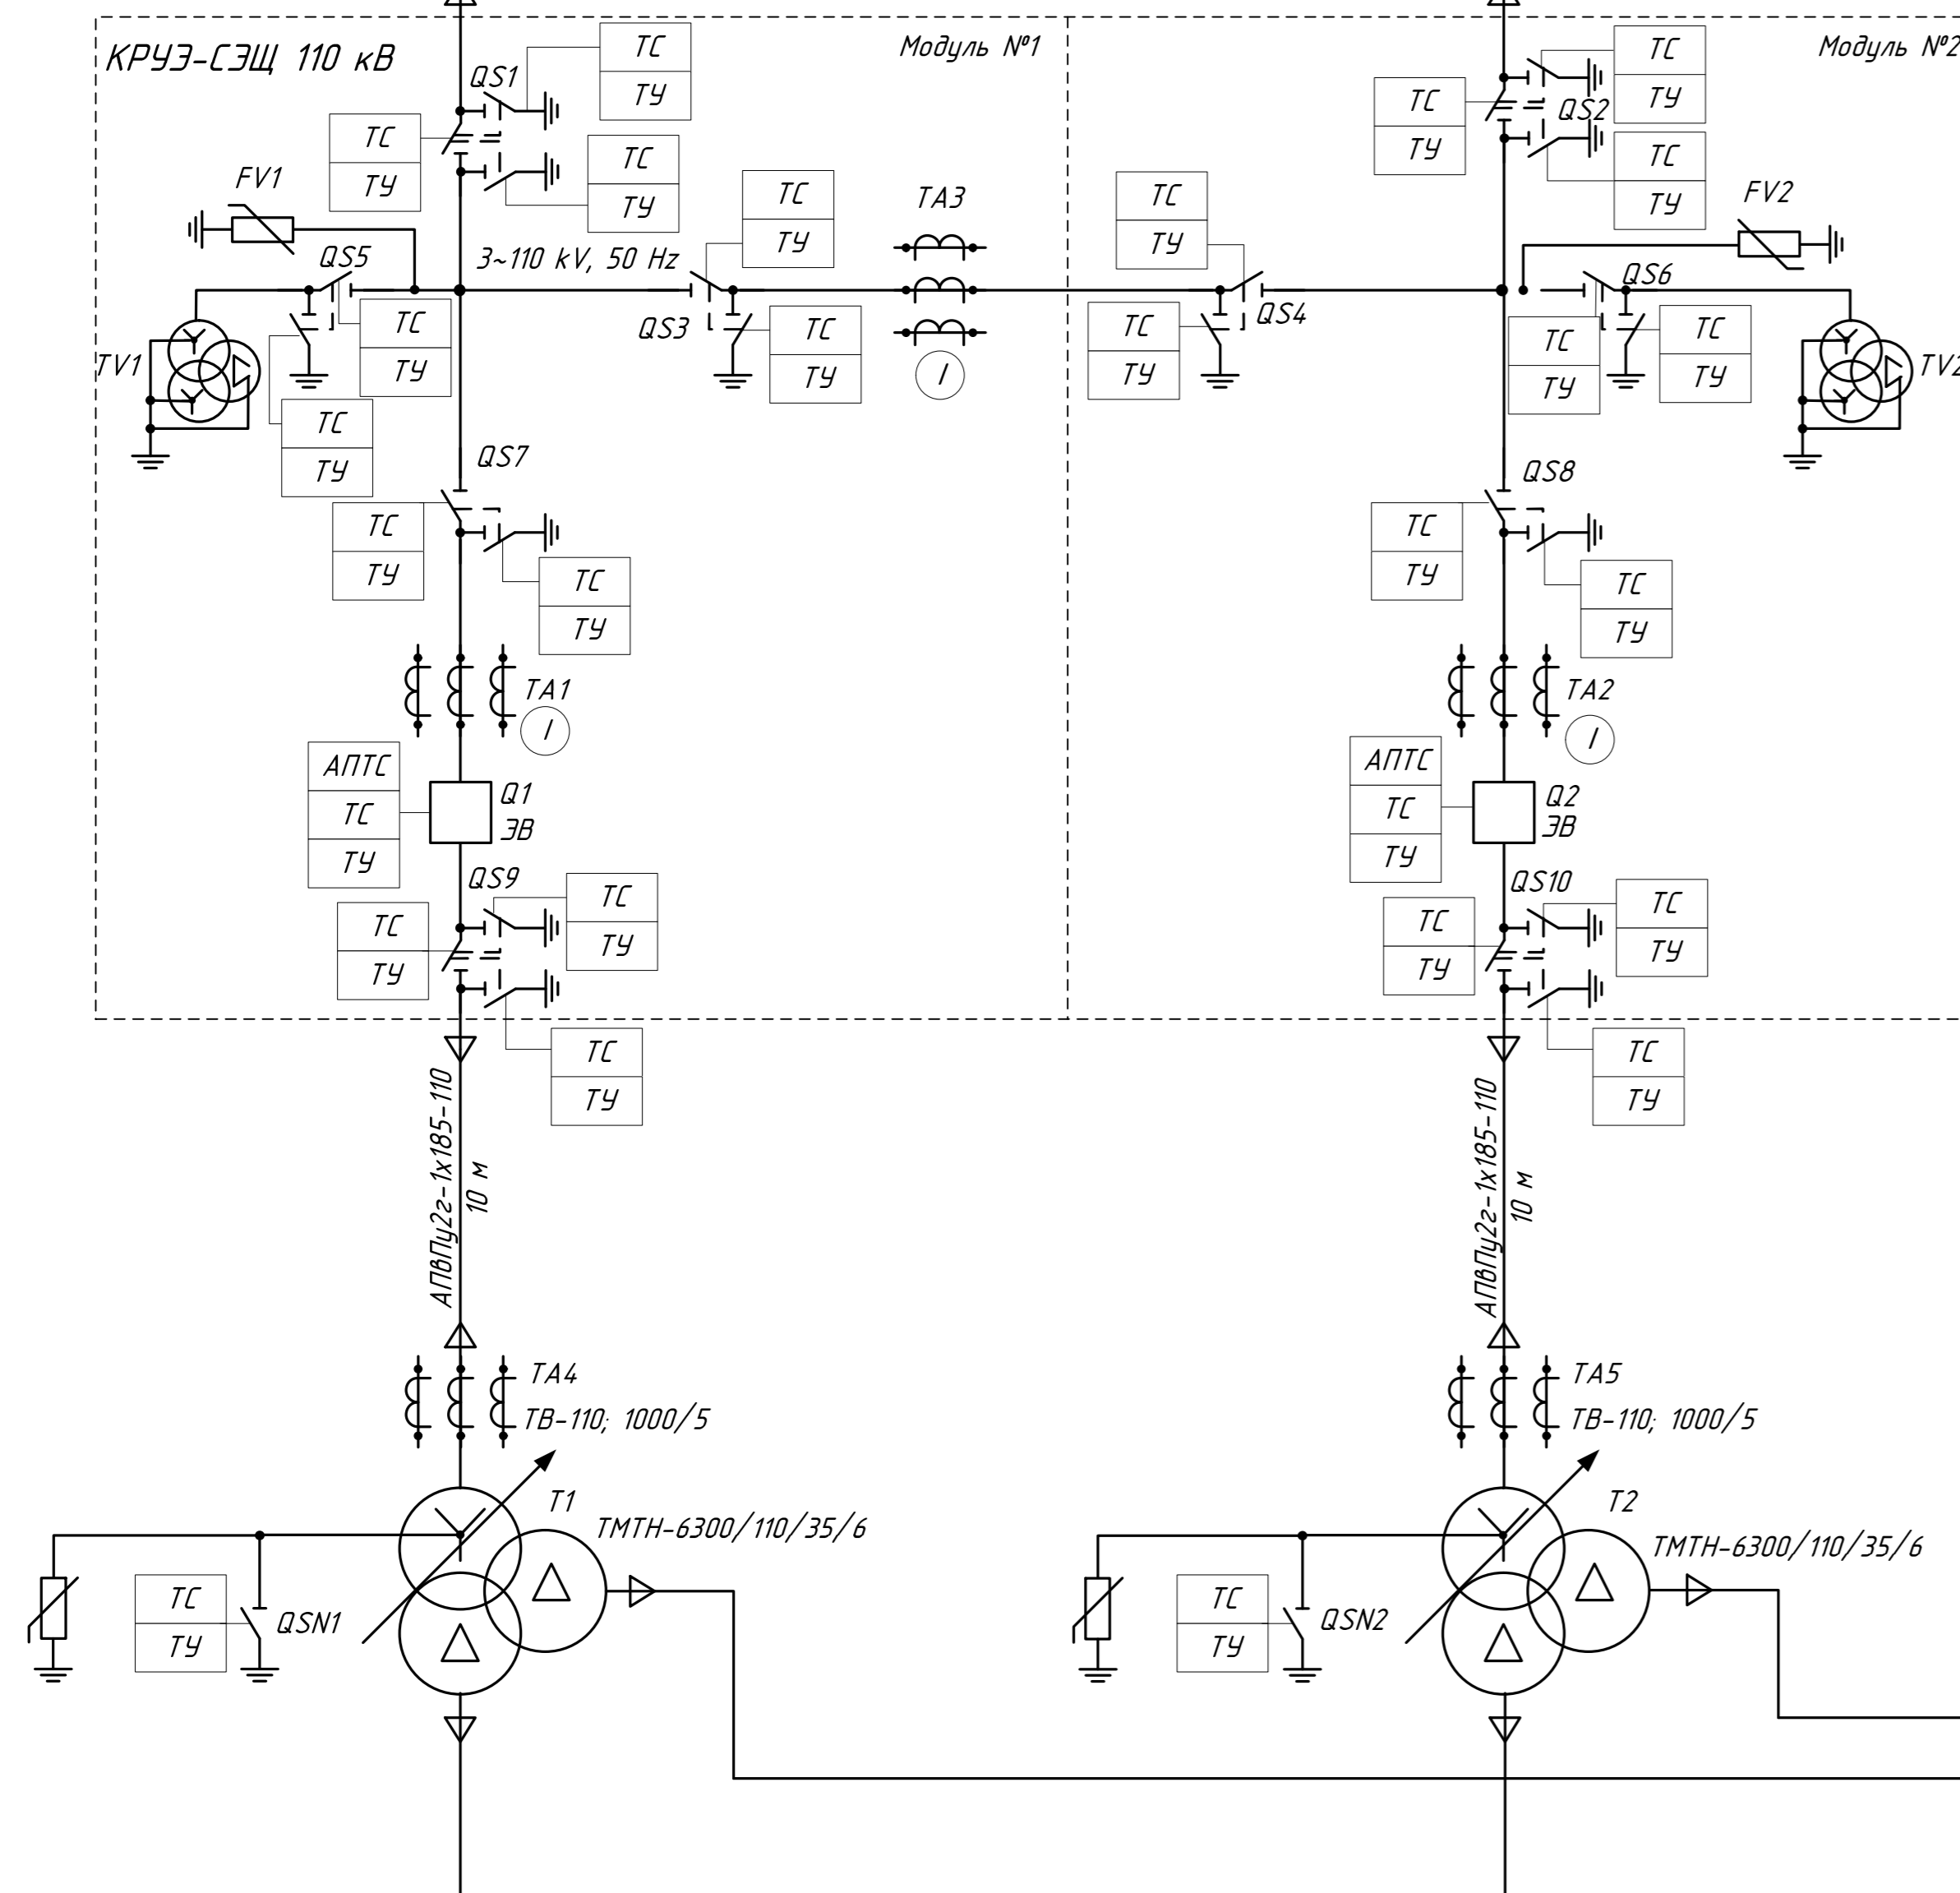 КРУЭ-СЭЩ 110 кВ
Модуль №1
Модуль №2
QS1
ТС
ТУ
ТС
ТУ
ТС
ТУ
QS2
ТС
ТУ
ТС
ТУ
ТС
ТУ
FV1
QS5
3~110 kV, 50 Hz
ТС
ТУ
TA3
ТС
ТУ
FV2
QS6
TV1
ТС
ТУ
ТС
ТУ
QS3
ТС
ТУ
I
ТС
ТУ
QS4
ТС
ТУ
ТС
ТУ
TV2
QS7
ТС
ТУ
ТС
ТУ
QS8
ТС
ТУ
ТС
ТУ
TA1
I
TA2
I
АПТС
ТС
ТУ
Q1
ЭВ
АПТС
ТС
ТУ
Q2
ЭВ
QS9
ТС
ТУ
ТС
ТУ
ТС
ТУ
QS10
ТС
ТУ
ТС
ТУ
ТС
ТУ
АПвПу2г-1х185-110
10 м
АПвПу2г-1х185-110
10 м
TA4
ТВ-110; 1000/5
TA5
ТВ-110; 1000/5
T1
ТМТН-6300/110/35/6
T2
ТМТН-6300/110/35/6
ТС
ТУ
QSN1
ТС
ТУ
QSN2